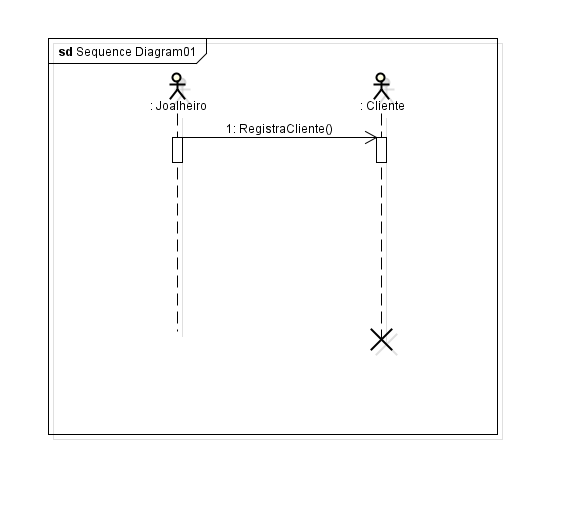 sd Sequence Diagram01
: Joalheiro
: Cliente
1: RegistraCliente()